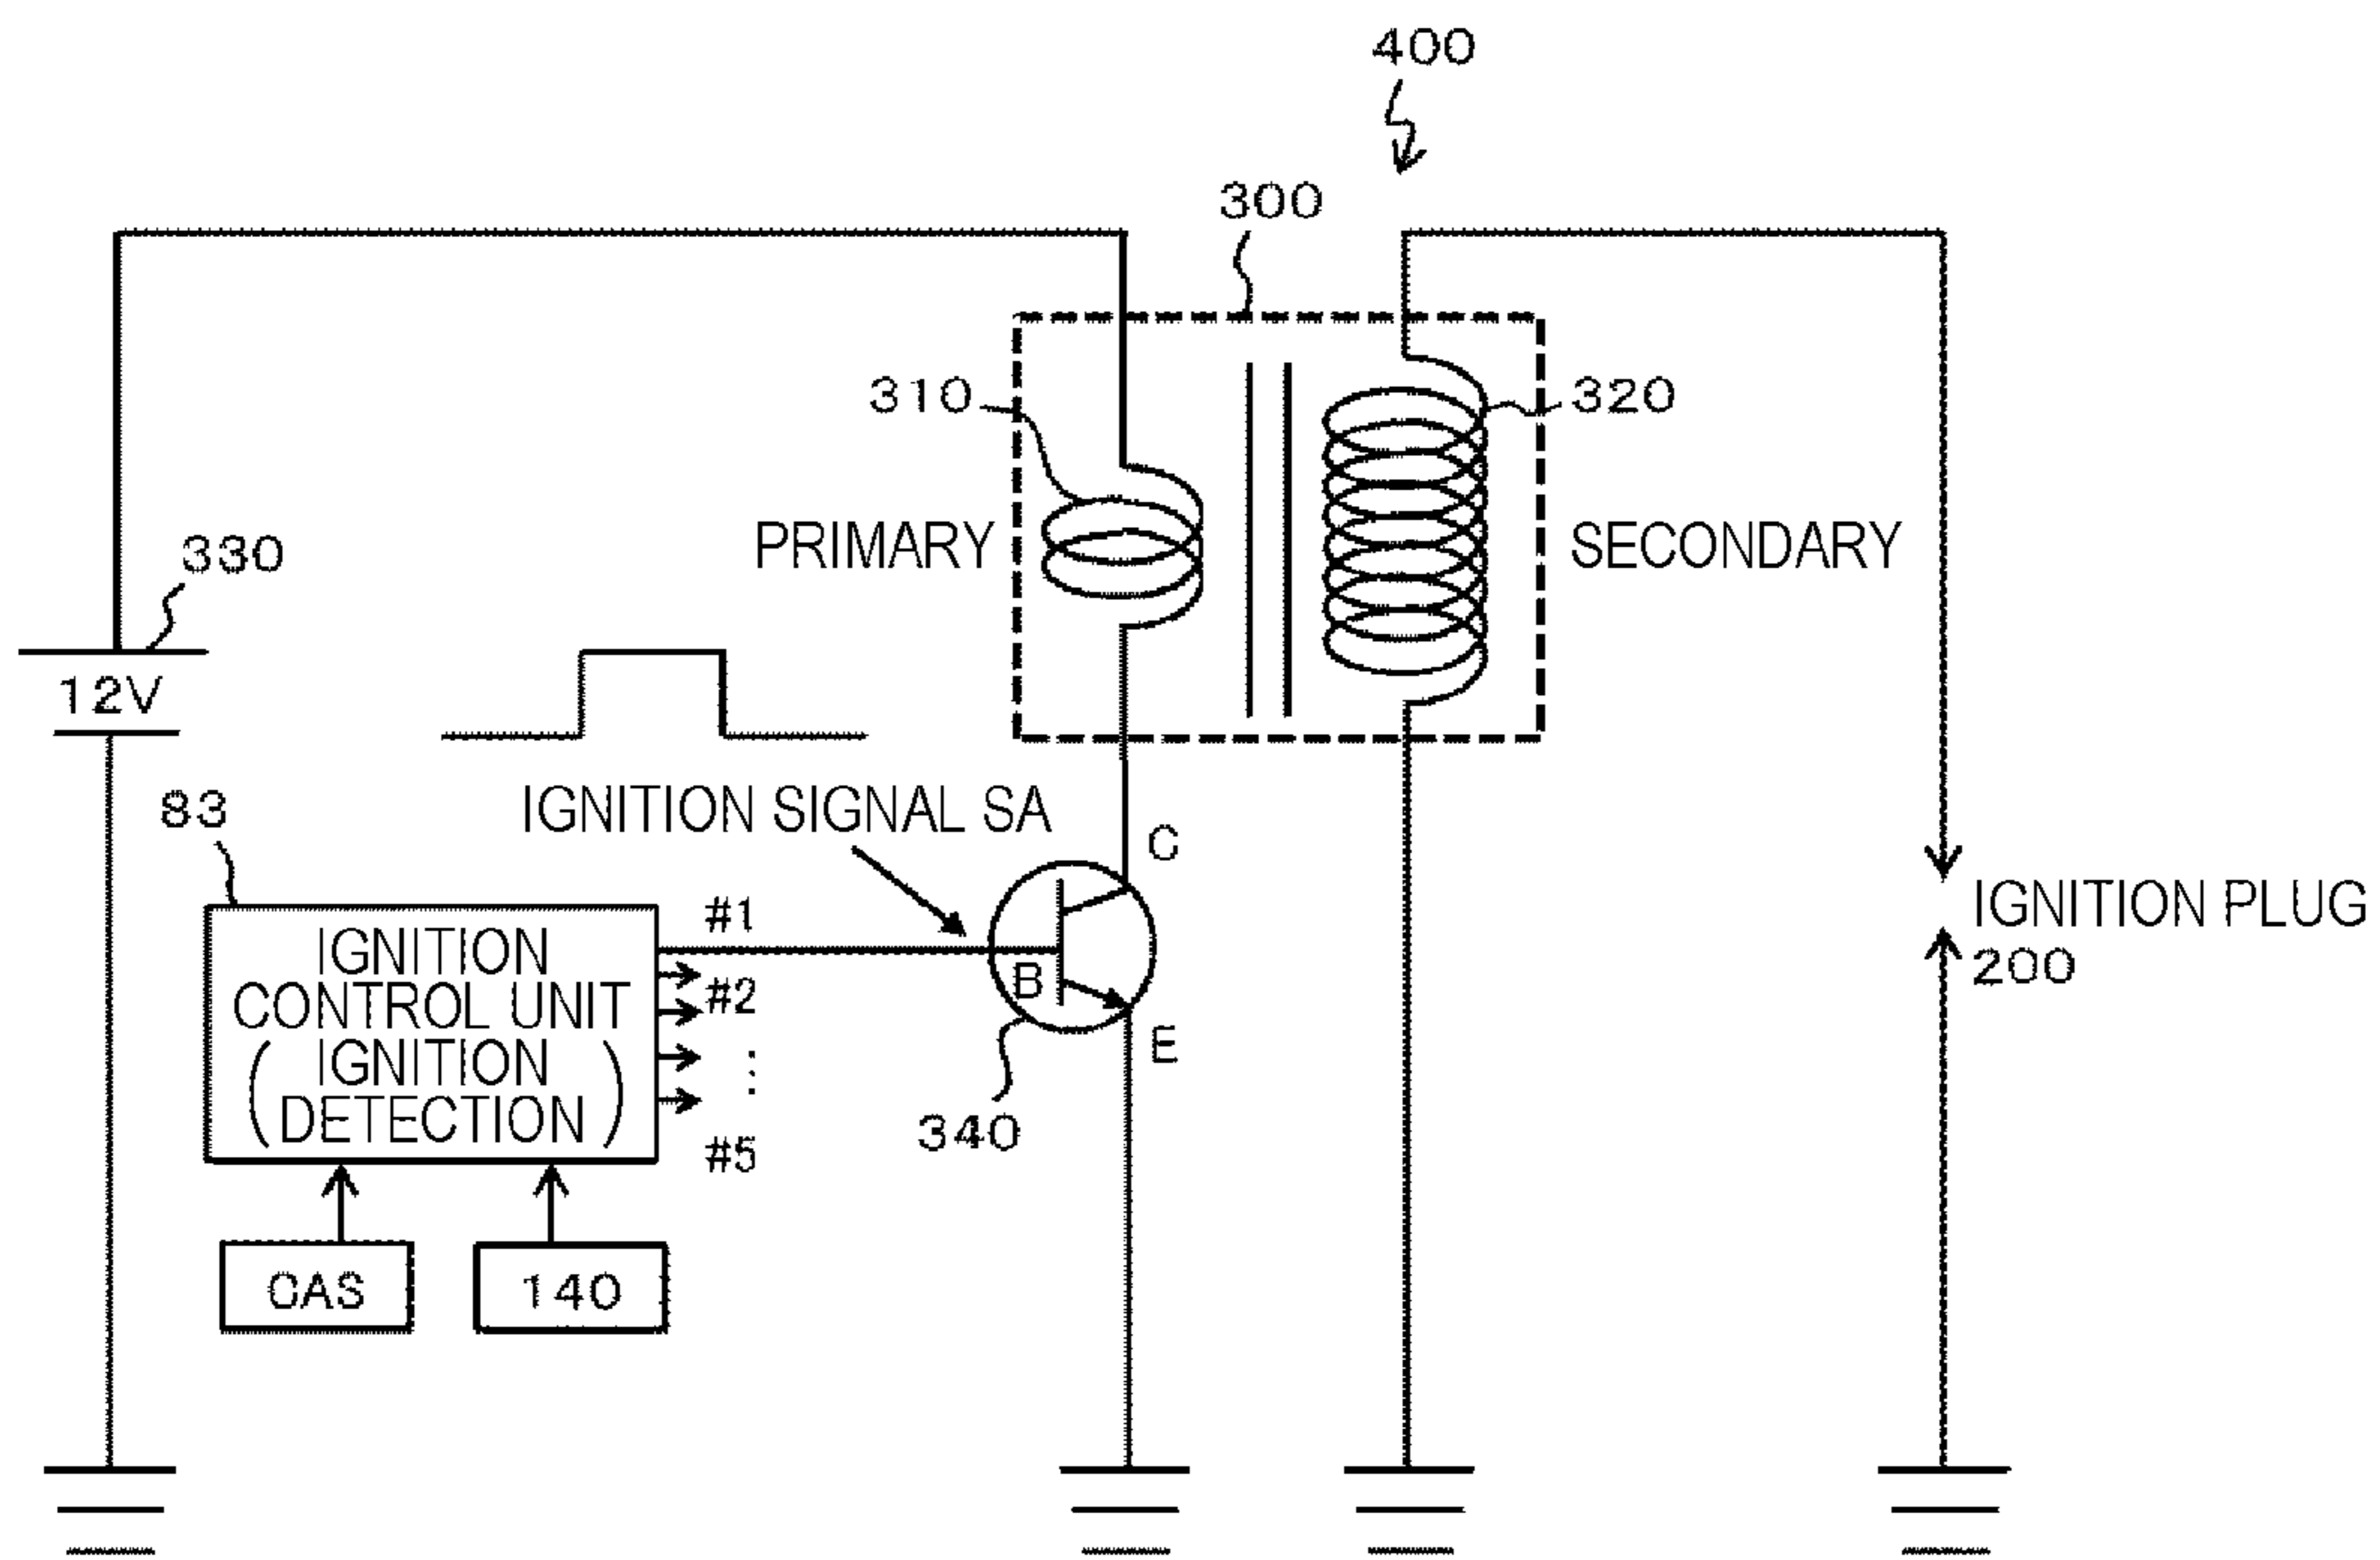 400
300
310
320
PRIMARY
SECONDARY
330
12V
83
IGNITION SIGNAL SA
C
#1
IGNITION
CONTROL UNIT
(IGNITION
DETECTION)
B
#2
:
#5
E
340
IGNITION PLUG
200
CAS
140